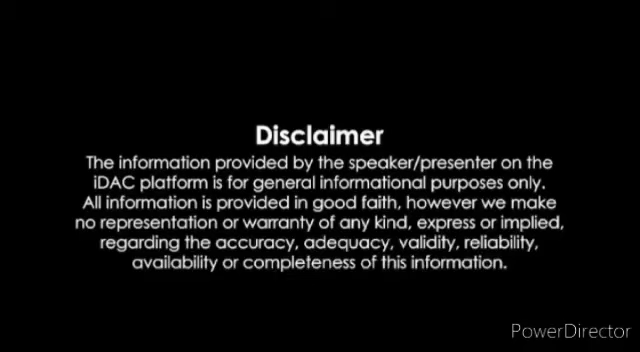 Disclaimer
The information provided by the speaker/presenter on the
iDAC platform is for general informational purposes only.
All information is provided in good faith, however we make
no representation or warranty of any kind, express or implied,
regarding the accuracy, adequacy, validity, reliability,
availability or completeness of this information.
PowerDirector